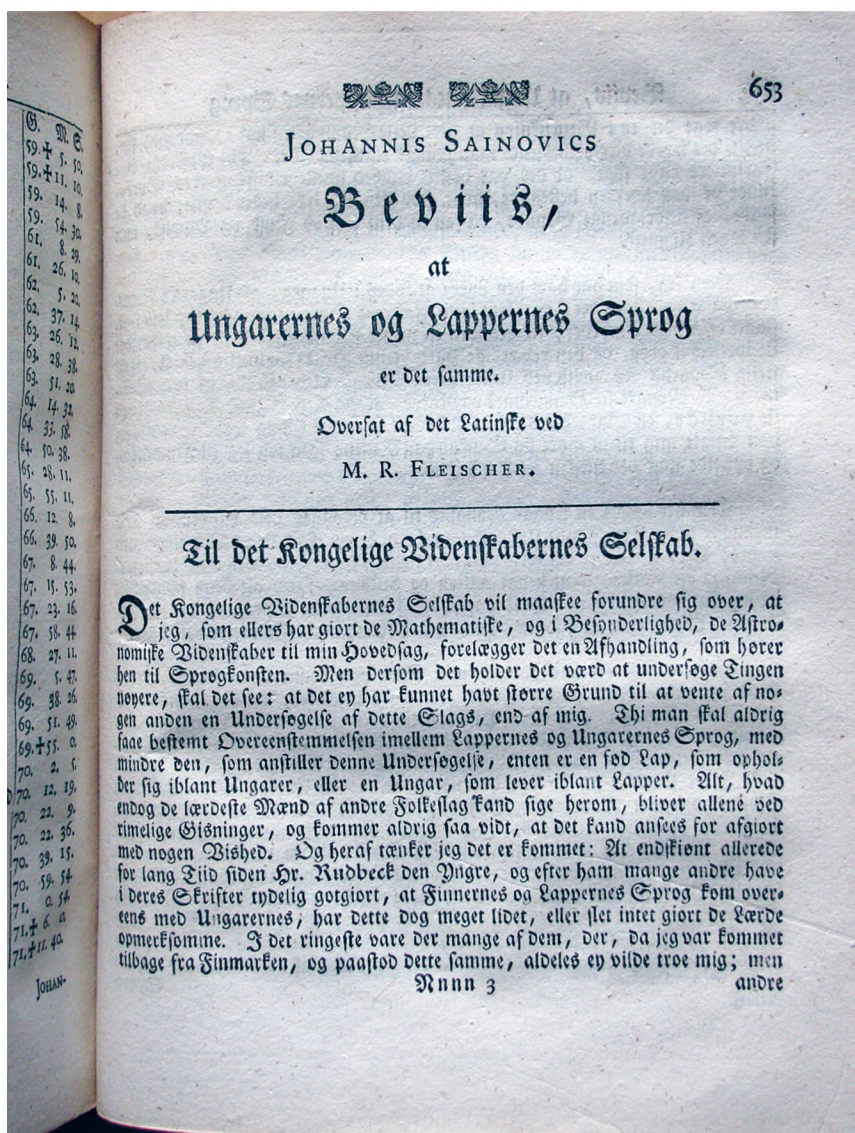 G. M. S.
59.✝ 5. 50.
59.✝11. 10.
59. 14. 8.
59. 54. 30.
61. 8. 29.
61. 26. 10.
62. 5. 20.
62. 37. 14.
63. 26. 12.
63. 28. 38.
63. 51. 20.
64. 14. 32.
64. 33. 58.
64. 50. 38.
65. 28. 11.
65. 55. 11.
66. 12. 8.
66. 39. 50.
67. 8. 44.
67. 15. 53.
67. 23. 16.
67. 58. 44.
68. 27. 11.
69. 5. 47.
69. 38. 26.
69. 51. 49.
69.✝55. 0.
70. 2. 5.
70. 12. 19.
70. 22. 9.
70. 22. 36.
70. 39. 15.
70. 59. 54.
71. 0. 54.
71.✝ 6. 0.
71.✝11. 40.
JOHAN-
653
JOHANNIS SAINOVICS
Beviis,
at
Ungarernes og Lappernes Sprog
er det samme.
Oversat af det Latinske ved
M. R. FLEISCHER.
Til det Kongelige Videnskabernes Selskab.
Det Kongelige Videnskabernes Selskab vil maaskee forundre sig over, at
jeg, som ellers har giort de Mathematiske, og i Besynderlighed, de Astro-
nomiske Videnskaber til min Hovedsag, forelægger det en Afhandling, som hører
hen til Sprogkonsten. Men dersom det holder det værd at undersøge Tingen
nøyere, skal det see: at det ey har kunnet havt større Grund til at vente af no-
gen anden en Undersøgelse af dette Slags, end af mig. Thi man skal aldrig
faae bestemt Overeenstemmelsen imellem Lappernes og Ungarernes Sprog, med
mindre den, som anstiller denne Undersøgelse, enten er en fød Lap, som ophol-
der sig iblant Ungarer, eller en Ungar, som lever iblant Lapper. Alt, hvad
endog de lærdeste Mænd af andre Folkeslag kand sige herom, bliver allene ved
rimelige Gisninger, og kommer aldrig saa vidt, at det kand ansees for afgiort
med nogen Vished. Og heraf tænker jeg det er kommet: At endskiønt allerede
for lang Tiid siden Hr. Rudbeck den Yngre, og efter ham mange andre have
i deres Skrifter tydelig gotgiort, at Finnernes og Lappernes Sprog kom over-
eens med Ungarernes, har dette dog meget lidet, eller slet intet giort de Lærde
opmerksomme. I det ringeste vare der mange af dem, der, da jeg var kommet
tilbage fra Finmarken, og paastod dette samme, aldeles ey vilde troe mig; men
Nnnn 3 andre